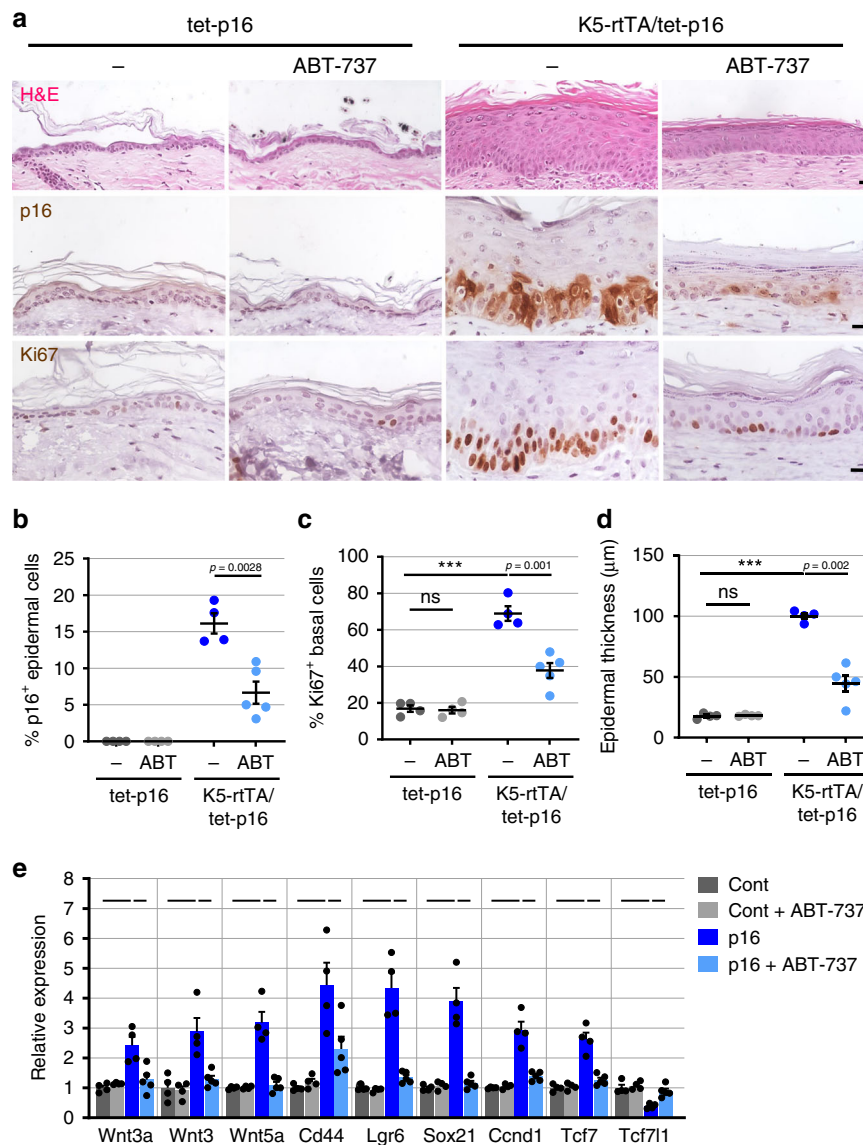 a
tet-p16
K5-rtTA/tet-p16
–
ABT-737
–
ABT-737
H&E
p16
Ki67
b
% p16+ epidermal cells
25
20
15
10
5
0
p = 0.0028
– ABT – ABT
tet-p16
K5-rtTA/
tet-p16
c
% Ki67+ basal cells
100
80
60
40
20
0
***
ns
p = 0.001
– ABT – ABT
tet-p16
K5-rtTA/
tet-p16
d
Epidermal thickness (μm)
150
100
50
0
***
ns
p = 0.002
– ABT – ABT
tet-p16
K5-rtTA/
tet-p16
e
Relative expression
8
7
6
5
4
3
2
1
0
Wnt3a Wnt3 Wnt5a Cd44 Lgr6 Sox21 Ccnd1 Tcf7 Tcf7l1
Cont
Cont + ABT-737
p16
p16 + ABT-737